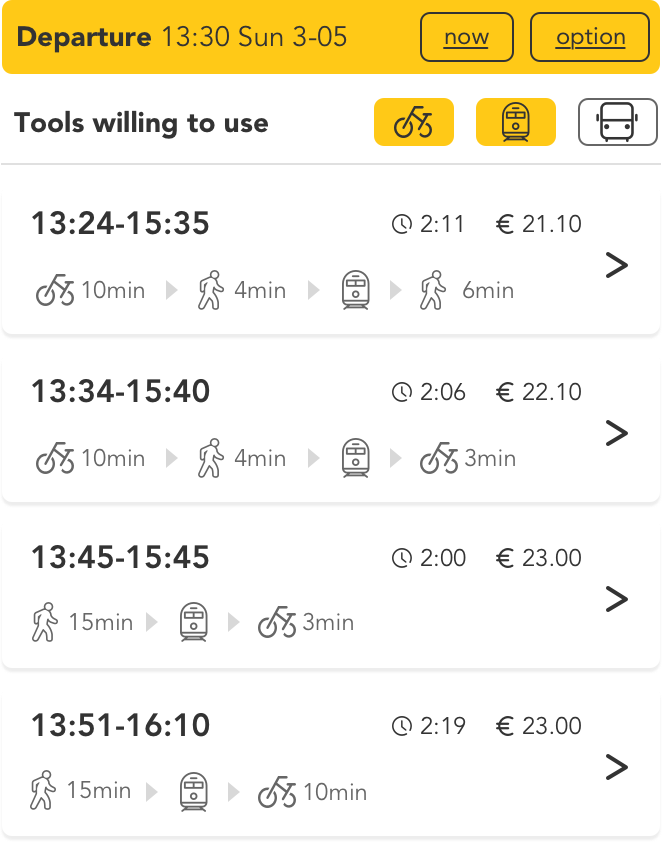 Departure 13:30 Sun 3-05 now option
Tools willing to use
13:24-15:35 2:11 € 21.10
10min 4min 6min
13:34-15:40 2:06 € 22.10
10min 4min 3min
13:45-15:45 2:00 € 23.00
15min 3min
13:51-16:10 2:19 € 23.00
15min 10min